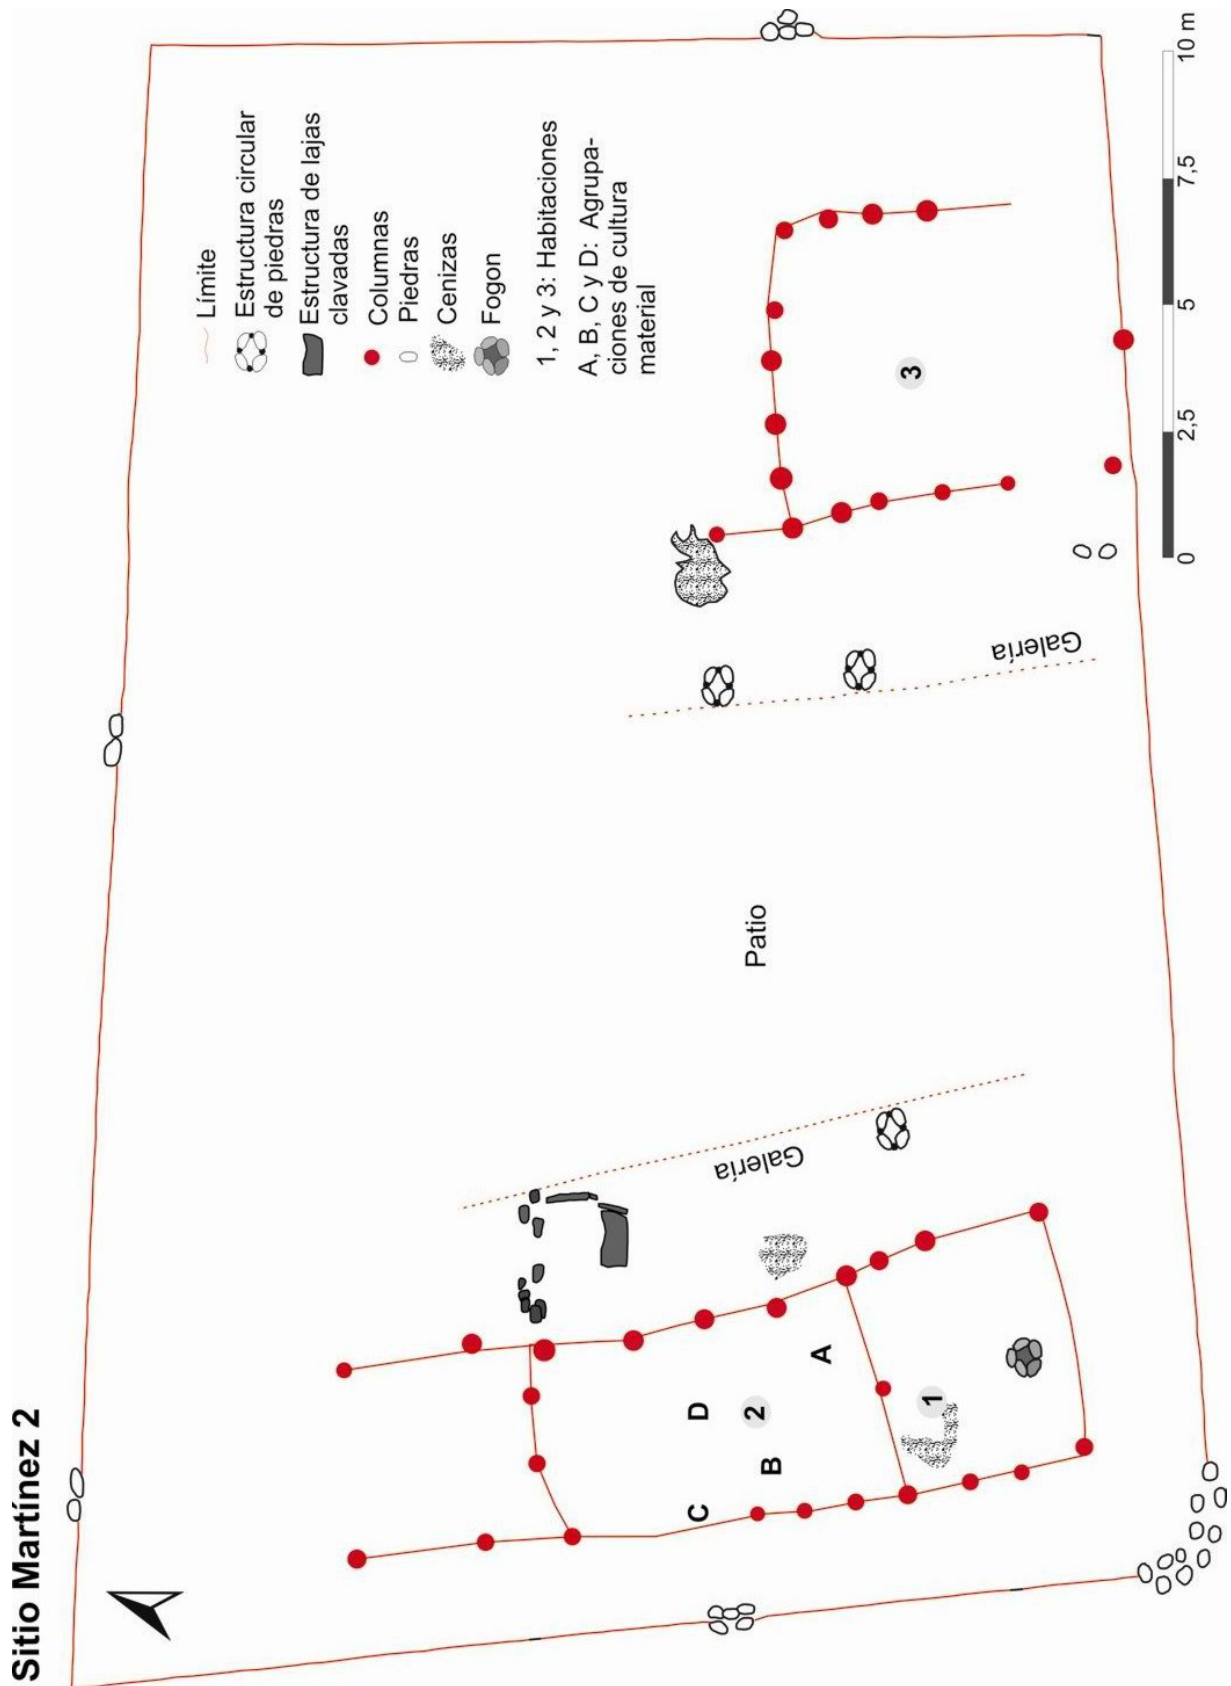 Sitio Martínez 2
Límite
Estructura circular
de piedras
Estructura de lajas
clavadas
Columnas
Piedras
Cenizas
Fogon
1, 2 y 3: Habitaciones
A, B, C y D: Agrupa-
ciones de cultura
material
C
D
B
2
A
1
Galería
Patio
Galería
3
0
2,5
5
7,5
10 m